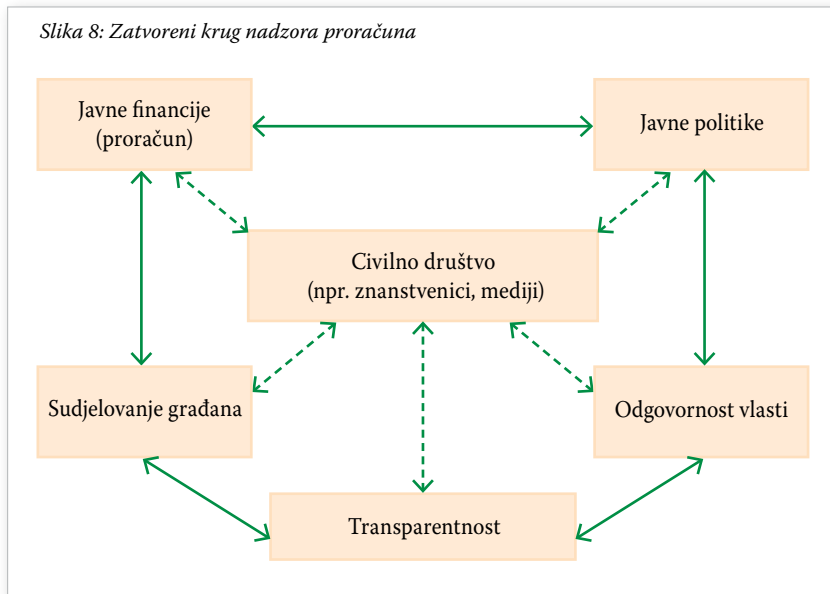 Slika 8: Zatvoreni krug nadzora proračuna
Javne financije
(proračun)
Javne politike
Civilno društvo
(npr. znanstvenici, mediji)
Sudjelovanje građana
Odgovornost vlasti
Transparentnost